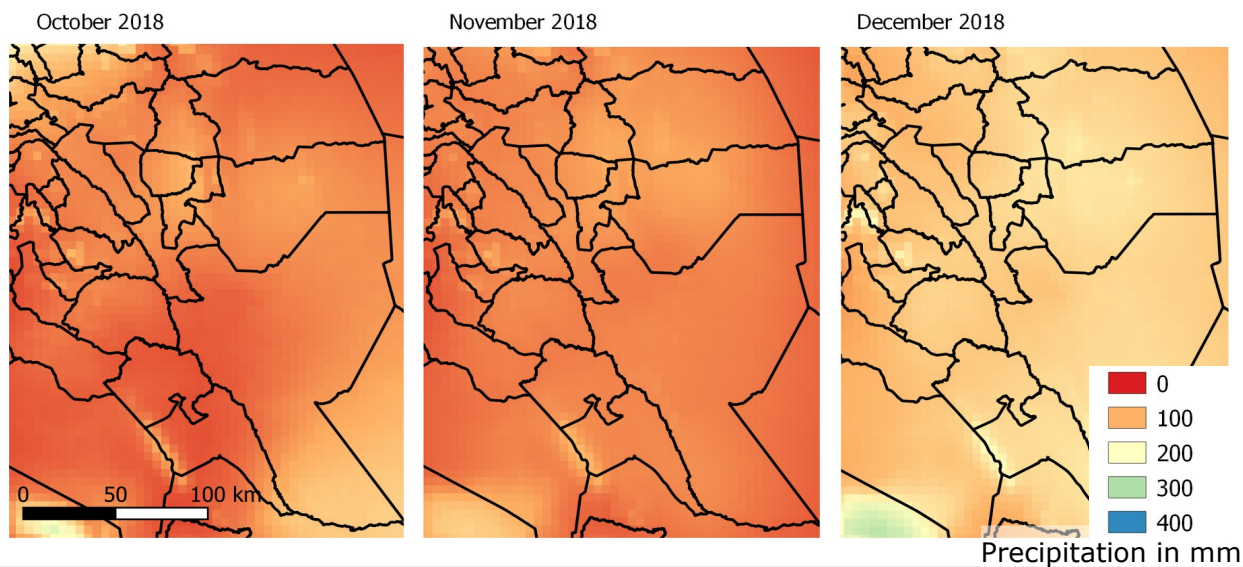 October 2018
November 2018
December 2018
0 50 100 km
0
100
200
300
400
Precipitation in mm